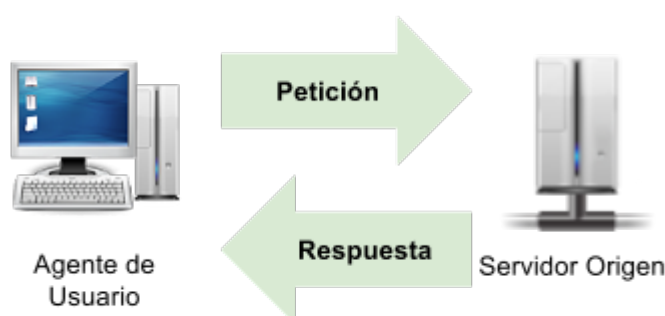 Petición
Respuesta
Agente de
Usuario
Servidor Origen